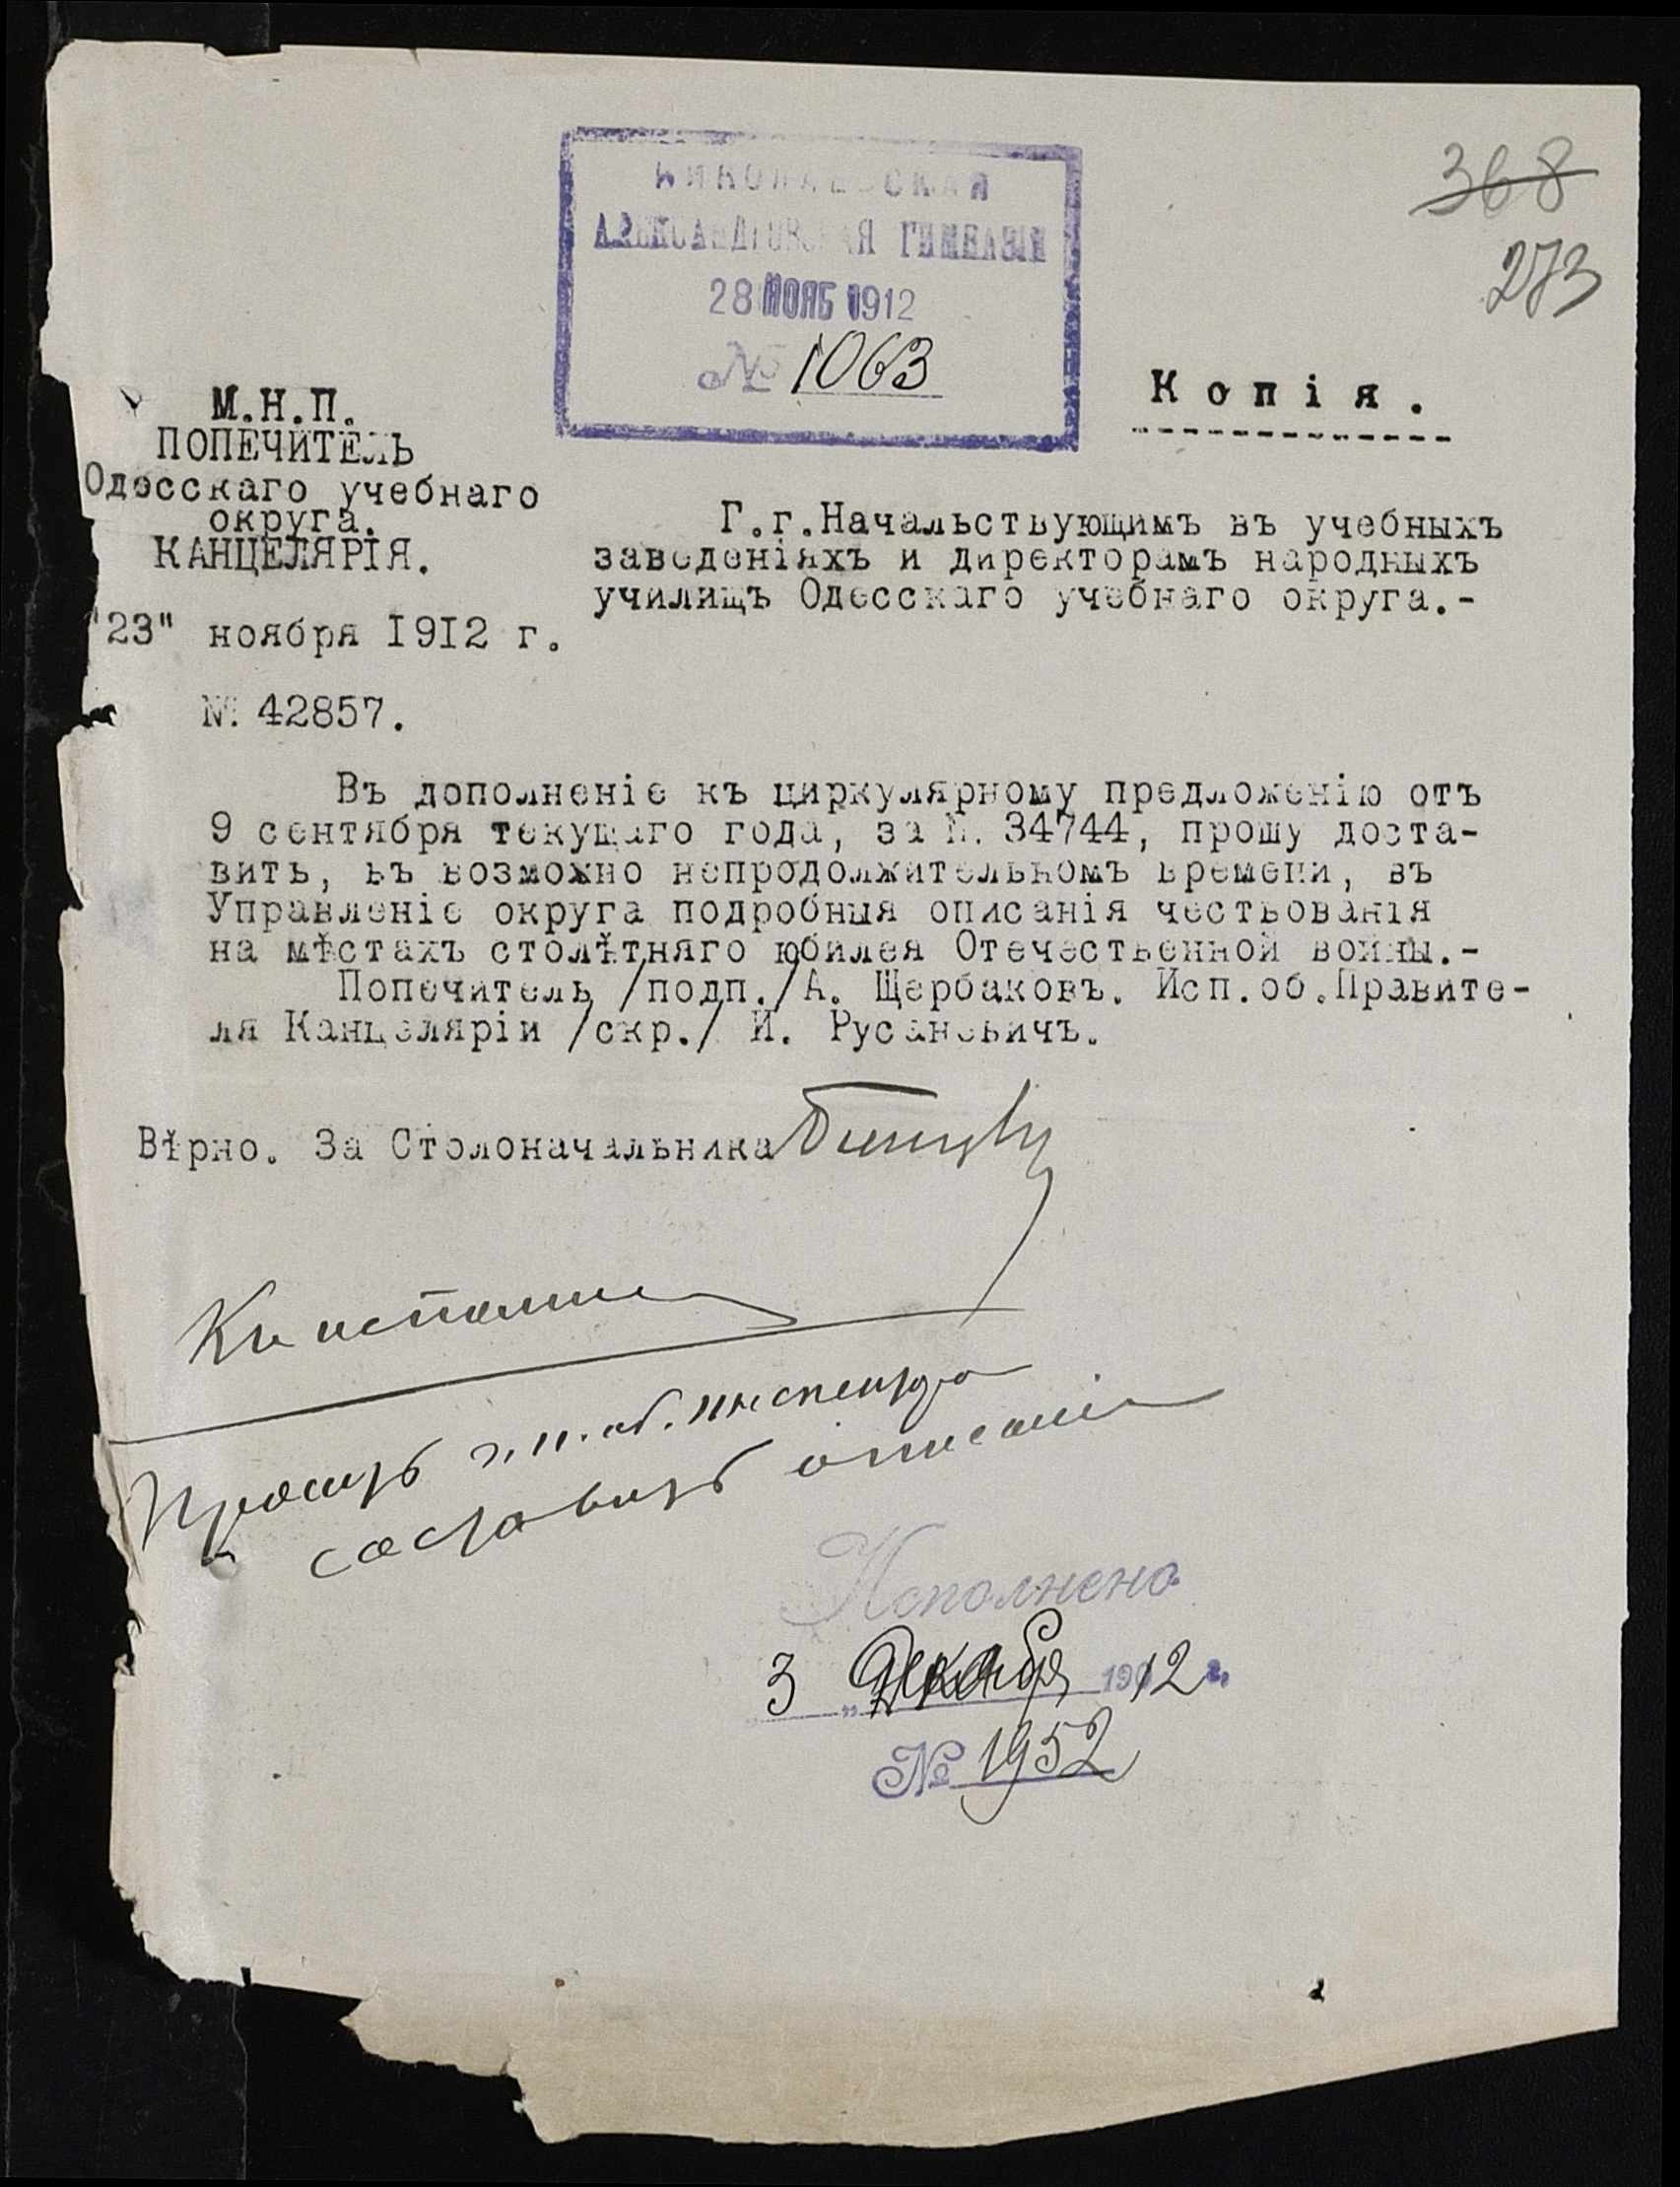 368
273
НИКОЛАЕВСКАЯ
АЛЕКСАНДРОВСКАЯ ГИМНАЗІЯ
28 НОЯБ 1912
№ 1063
Копія.
М.Н.П.
ПОПЕЧИТЕЛЬ
Одесскаго учебнаго
округа.
КАНЦЕЛЯРІЯ.
"23" ноября 1912 г.
№ 42857.
Г.г.Начальствующимъ въ учебныхъ
заведеніяхъ и директорамъ народныхъ
училищъ Одесскаго учебнаго округа.-
Въ дополненіе къ циркулярному предложенію отъ
9 сентября текущаго года, за №. 34744, прошу доста-
вить, въ возможно непродолжительномъ времени, въ
Управленіе округа подробныя описанія чествованія
на мѣстахъ столѣтняго юбилея Отечественной войны.-
Попечитель /подп./ А. Щербаковъ. Исп.об.Правите-
ля Канцеляріи /скр./ И. Русановичъ.
Вѣрно. За Столоначальника
Къ исполне
Просить г. и. об. инспектора
составить описаніе
Исполнено
3 „ Декабря 1912 г.
№ 1952